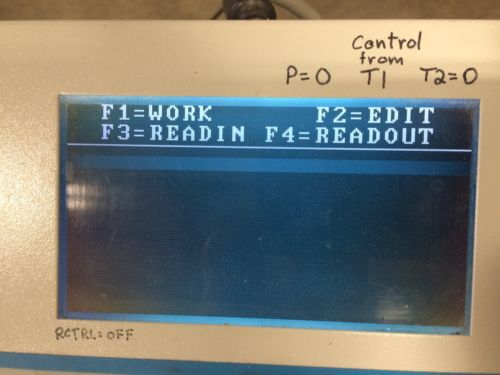 Control
from
P=0 T1 T2=0
F1=WORK F2=EDIT
F3=READIN F4=READOUT
RCTRL=OFF